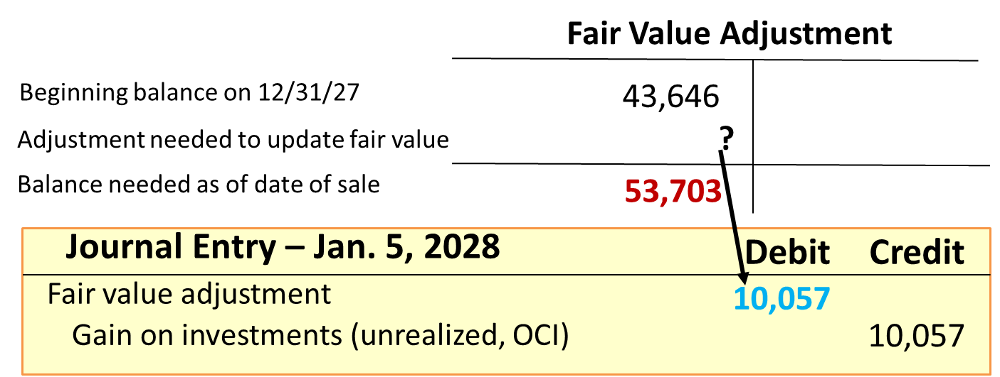 Fair Value Adjustment
Beginning balance on 12/31/27 43,646
Adjustment needed to update fair value ?
Balance needed as of date of sale 53,703
Journal Entry – Jan. 5, 2028 Debit Credit
Fair value adjustment 10,057
Gain on investments (unrealized, OCI) 10,057